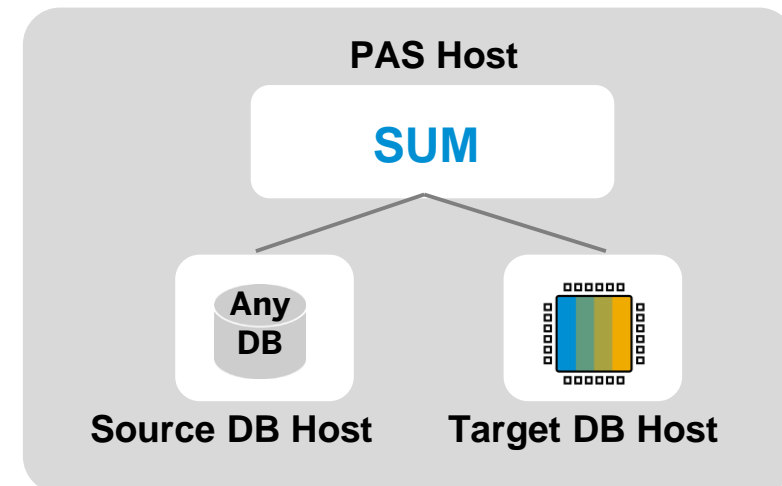 PAS Host
SUM
Any
DB
Source DB Host
Target DB Host